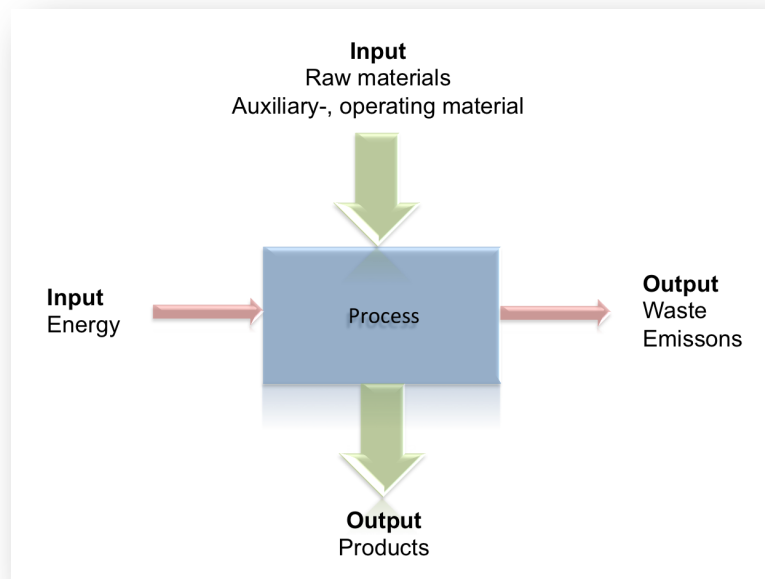 Input
Raw materials
Auxiliary-, operating material
Input
Energy
Process
Output
Waste
Emissons
Output
Products